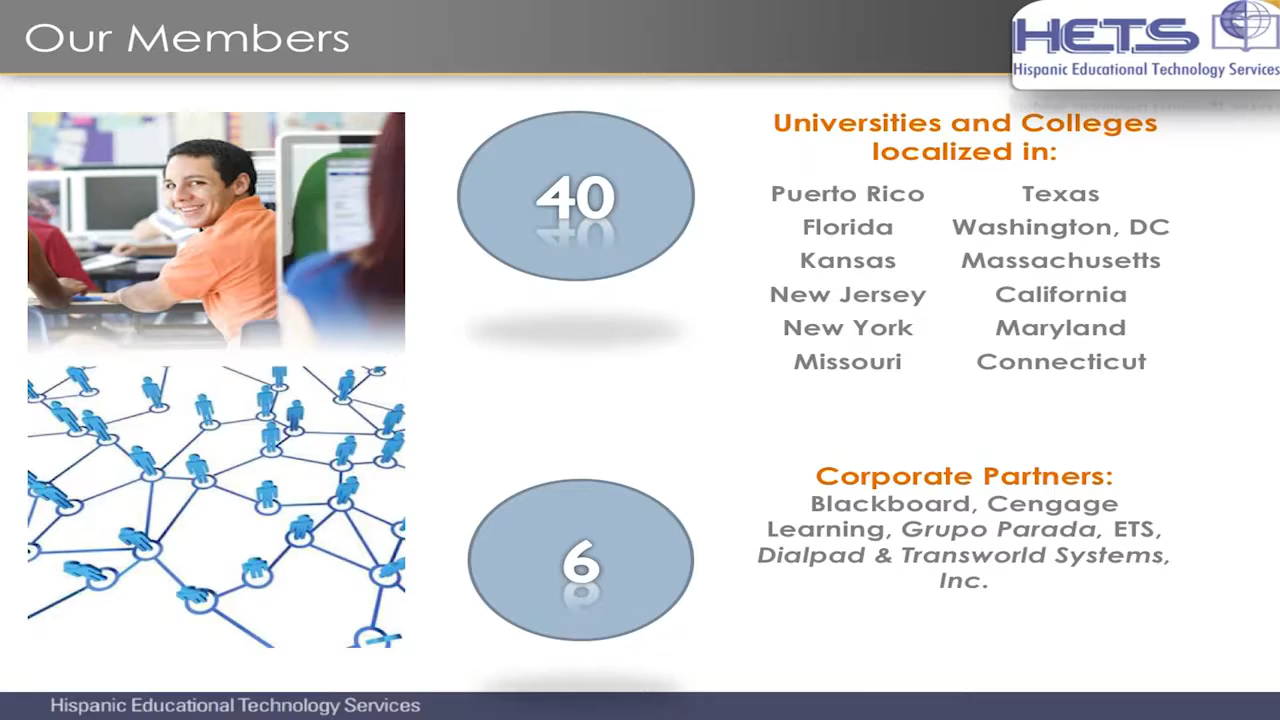 Our Members
HETS
Hispanic Educational Technology Services
40
Universities and Colleges
localized in:
Puerto Rico Texas
Florida Washington, DC
Kansas Massachusetts
New Jersey California
New York Maryland
Missouri Connecticut
6
Corporate Partners:
Blackboard, Cengage
Learning, Grupo Parada, ETS,
Dialpad & Transworld Systems,
Inc.
Hispanic Educational Technology Services